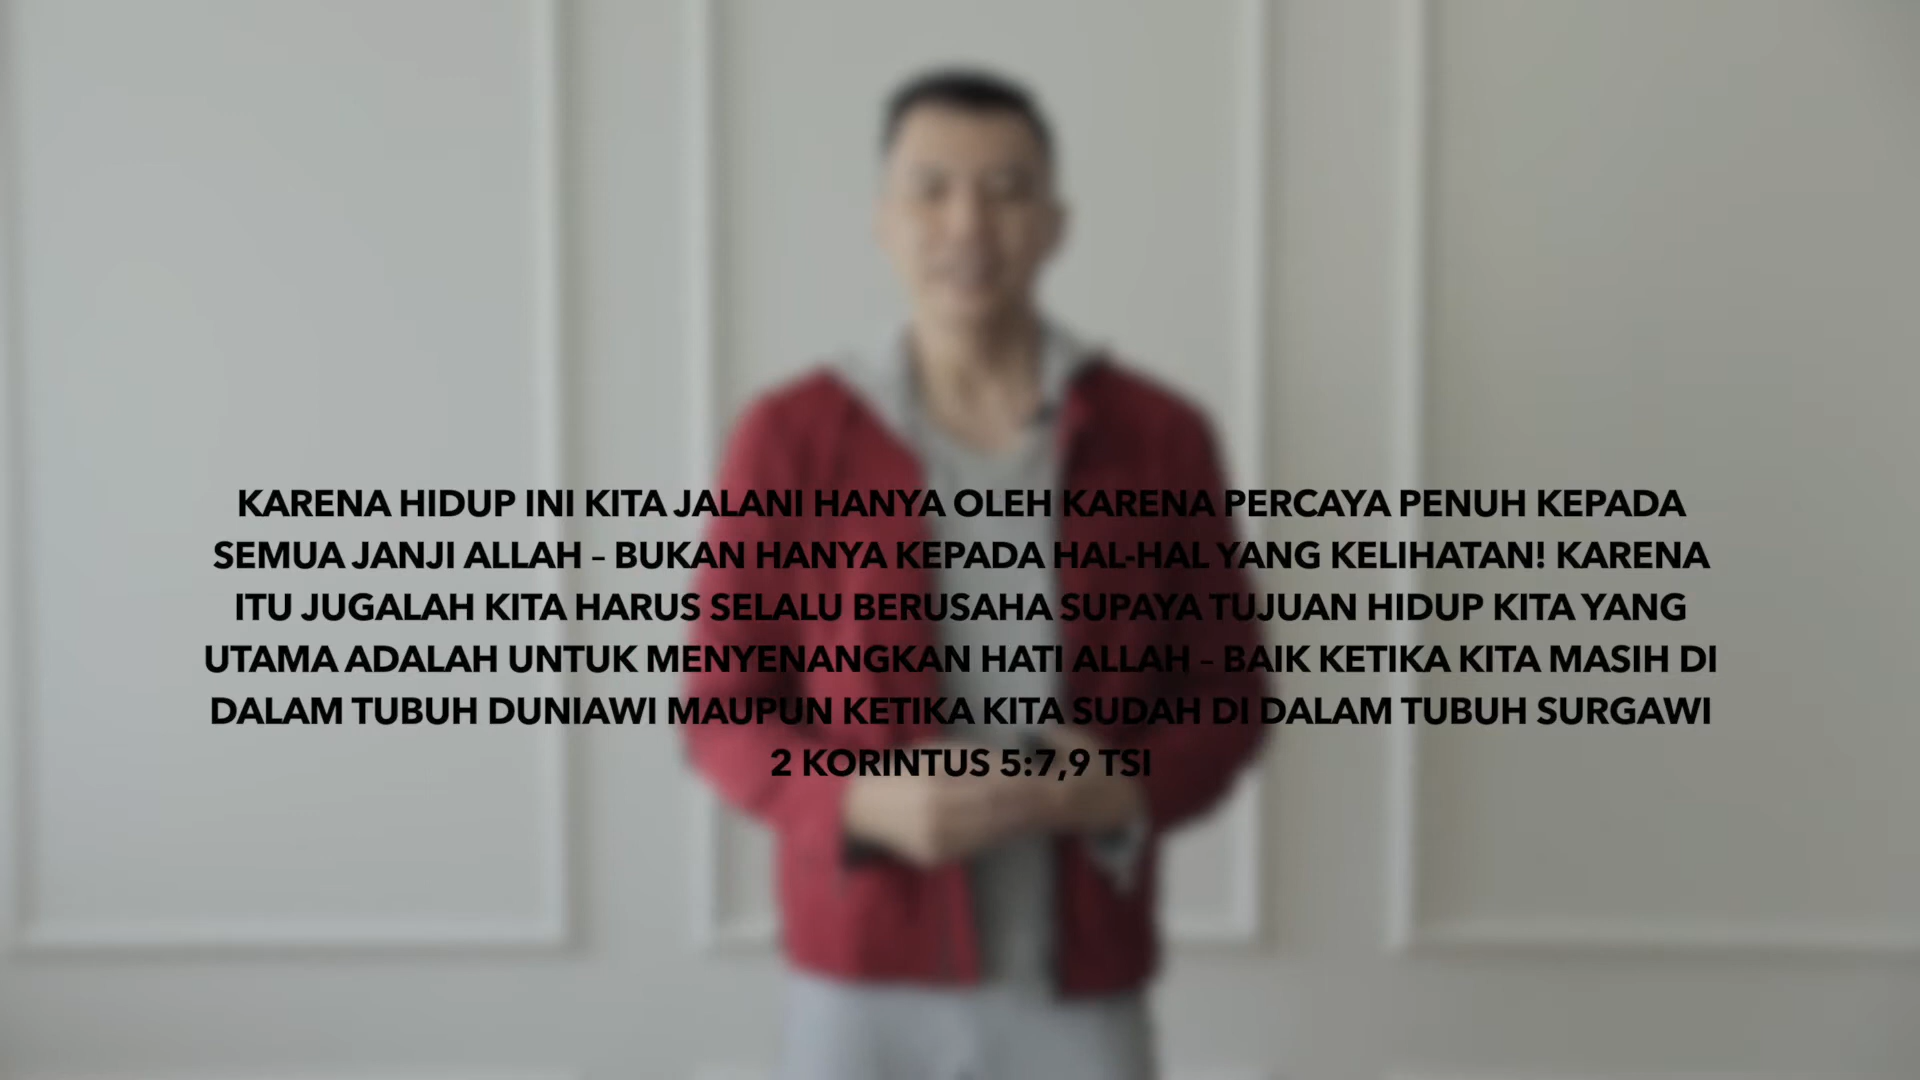 KARENA HIDUP INI KITA JALANI HANYA OLEH KARENA PERCAYA PENUH KEPADA
SEMUA JANJI ALLAH – BUKAN HANYA KEPADA HAL-HAL YANG KELIHATAN! KARENA
ITU JUGALAH KITA HARUS SELALU BERUSAHA SUPAYA TUJUAN HIDUP KITA YANG
UTAMA ADALAH UNTUK MENYENANGKAN HATI ALLAH – BAIK KETIKA KITA MASIH DI
DALAM TUBUH DUNIAWI MAUPUN KETIKA KITA SUDAH DI DALAM TUBUH SURGAWI
2 KORINTUS 5:7,9 TSI